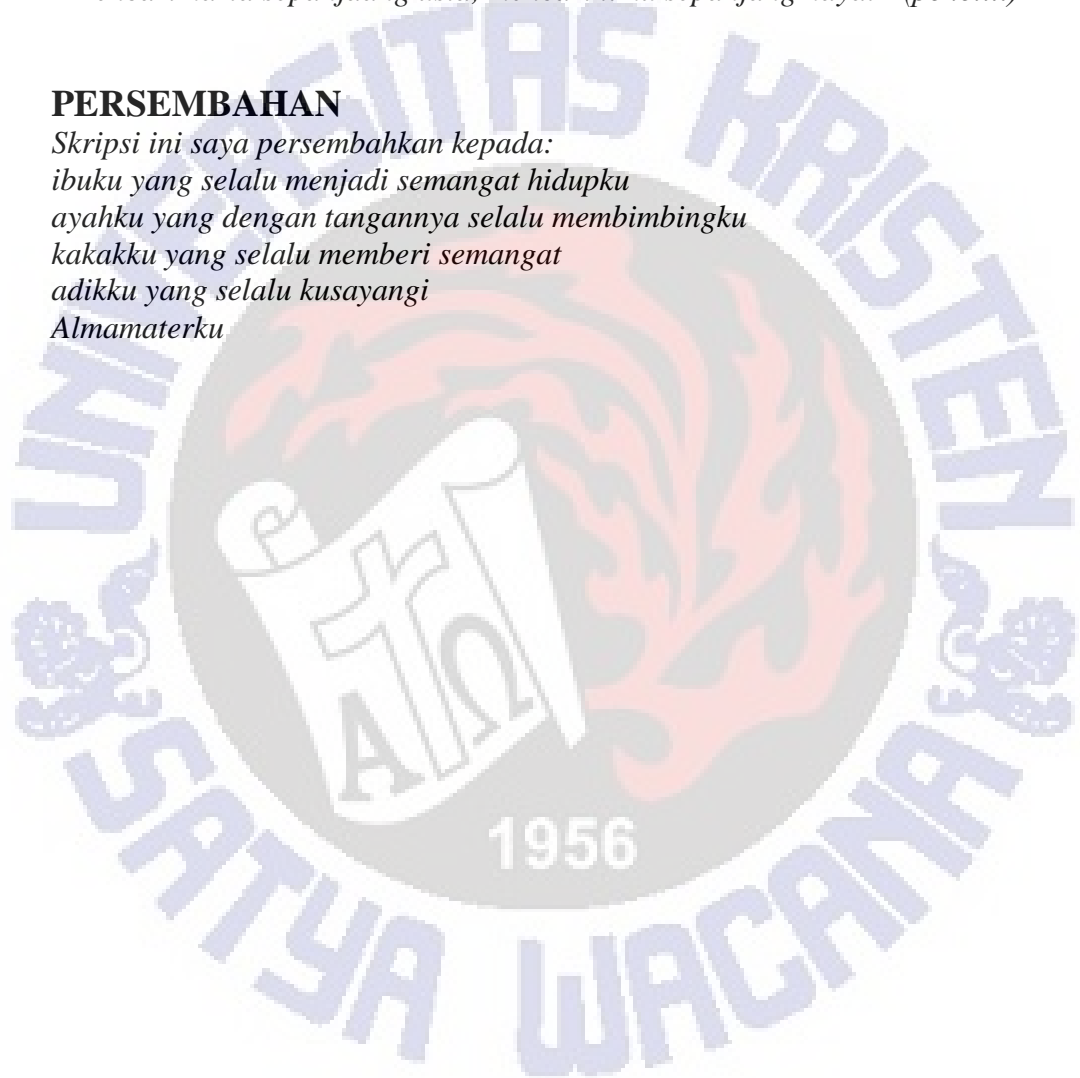 sepanjang
PERSEMBAHAN
Skripsi ini saya persembahkan kepada:
ibuku yang selalu menjadi semangat hidupku
ayahku yang dengan tangannya selalu membimbingku
kakakku yang selalu memberi semangat
adikku yang selalu kusayangi
Almamaterku
UNIVERSITAS KRISTEN
SATYA WACANA
Α Ω
1956